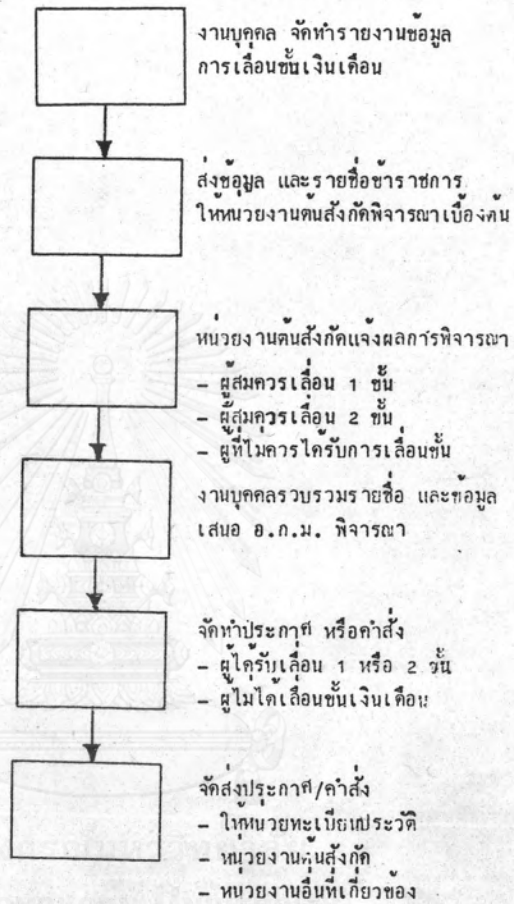 งานบุคคล จัดทำรายงานข้อมูล
การเลื่อนขั้นเงินเดือน
ส่งข้อมูล และรายชื่อข้าราชการ
ให้หน่วยงานต้นสังกัดพิจารณาเบื้องต้น
หน่วยงานต้นสังกัดแจ้งผลการพิจารณา
- ผู้สมควรเลื่อน 1 ขั้น
- ผู้สมควรเลื่อน 2 ขั้น
- ผู้ที่ไม่ควรได้รับการเลื่อนขั้น
งานบุคคลรวบรวมรายชื่อ และข้อมูล
เสนอ อ.ก.ม. พิจารณา
จัดทำประกาศ หรือคำสั่ง
- ผู้ได้รับเลื่อน 1 หรือ 2 ขั้น
- ผู้ไม่ได้เลื่อนขั้นเงินเดือน
จัดส่งประกาศ/คำสั่ง
- ให้หน่วยทะเบียนประวัติ
- หน่วยงานต้นสังกัด
- หน่วยงานอื่นที่เกี่ยวข้อง